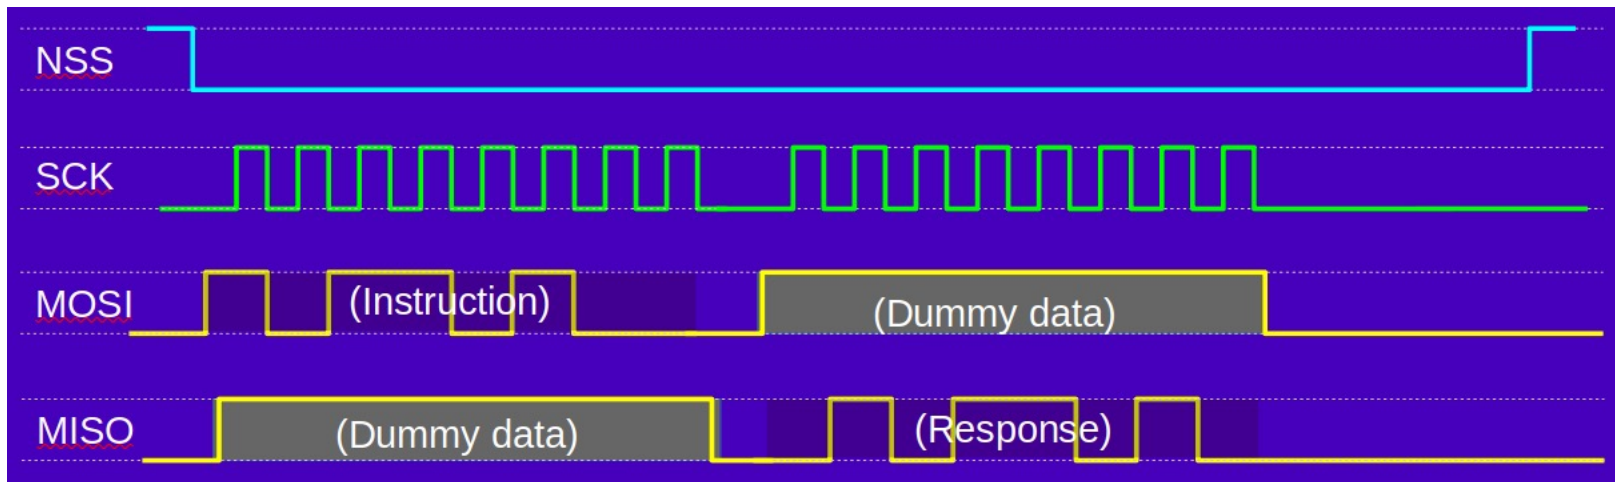 NSS
SCK
MOSI
(Instruction)
(Dummy data)
MISO
(Dummy data)
(Response)